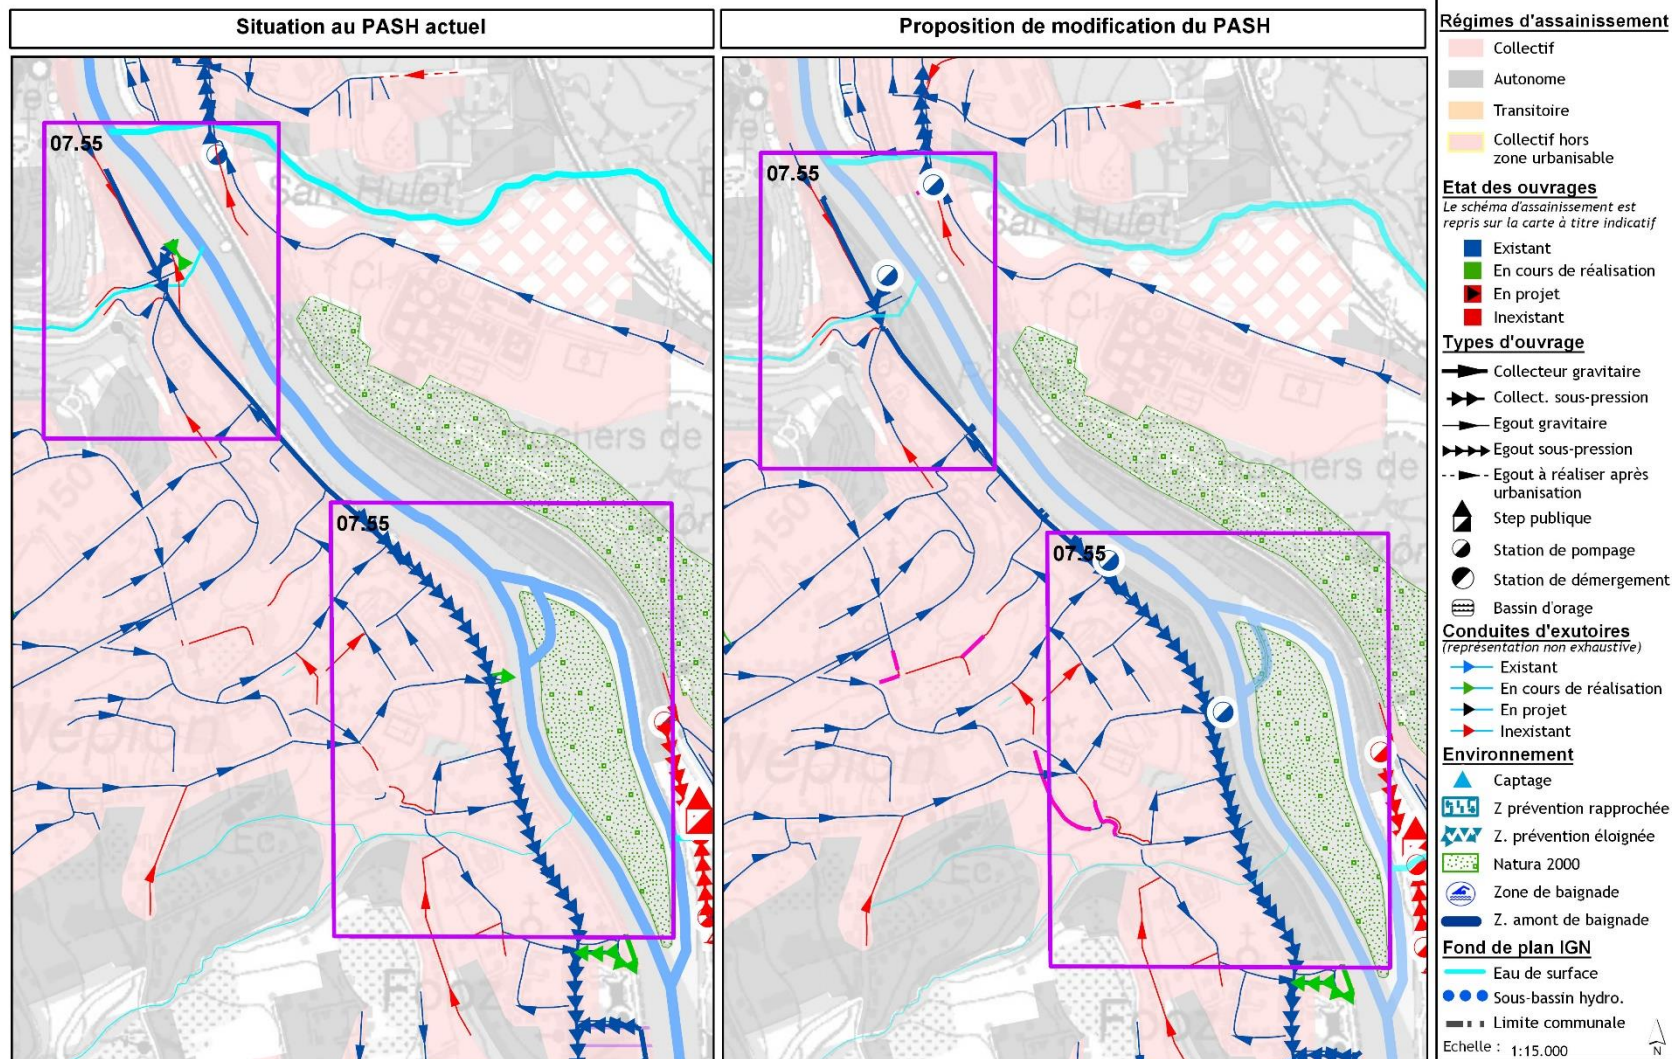 Situation au PASH actuel
Proposition de modification du PASH
07.55
07.55
Saint-Hulet
Rochers de
Wépion
07.55
07.55
Saint-Hulet
Rochers de
Wépion
Régimes d'assainissement
Collectif
Autonome
Transitoire
Collectif hors
zone urbanisable
Etat des ouvrages
Le schéma d'assainissement est
repris sur la carte à titre indicatif
Existant
En cours de réalisation
En projet
Inexistant
Types d'ouvrage
Collecteur gravitaire
Collect. sous-pression
Egout gravitaire
Egout sous-pression
Egout à réaliser après
urbanisation
Step publique
Station de pompage
Station de démergement
Bassin d'orage
Conduites d'exutoires
(représentation non exhaustive)
Existant
En cours de réalisation
En projet
Inexistant
Environnement
Captage
Z prévention rapprochée
Z. prévention éloignée
Natura 2000
Zone de baignade
Z. amont de baignade
Fond de plan IGN
Eau de surface
Sous-bassin hydro.
Limite communale
Echelle : 1:15.000
N